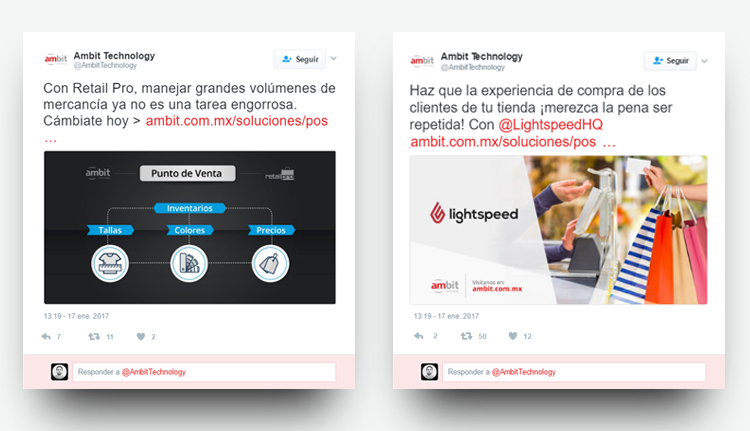 ambit
Ambit Technology
@AmbitTechnology
Seguir
Con Retail Pro, manejar grandes volúmenes de
mercancía ya no es una tarea engorrosa.
Cámbiate hoy > ambit.com.mx/soluciones/pos
...
ambit
Punto de Venta
retail
Inventarios
Tallas
Colores
Precios
13:19 - 17 ene. 2017
7
11
2
Responder a @AmbitTechnology
ambit
Ambit Technology
@AmbitTechnology
Seguir
Haz que la experiencia de compra de los
clientes de tu tienda ¡merezca la pena ser
repetida! Con @LightspeedHQ
ambit.com.mx/soluciones/pos ...
lightspeed
ambit
Visítanos en:
ambit.com.mx
13:19 - 17 ene. 2017
2
50
12
Responder a @AmbitTechnology